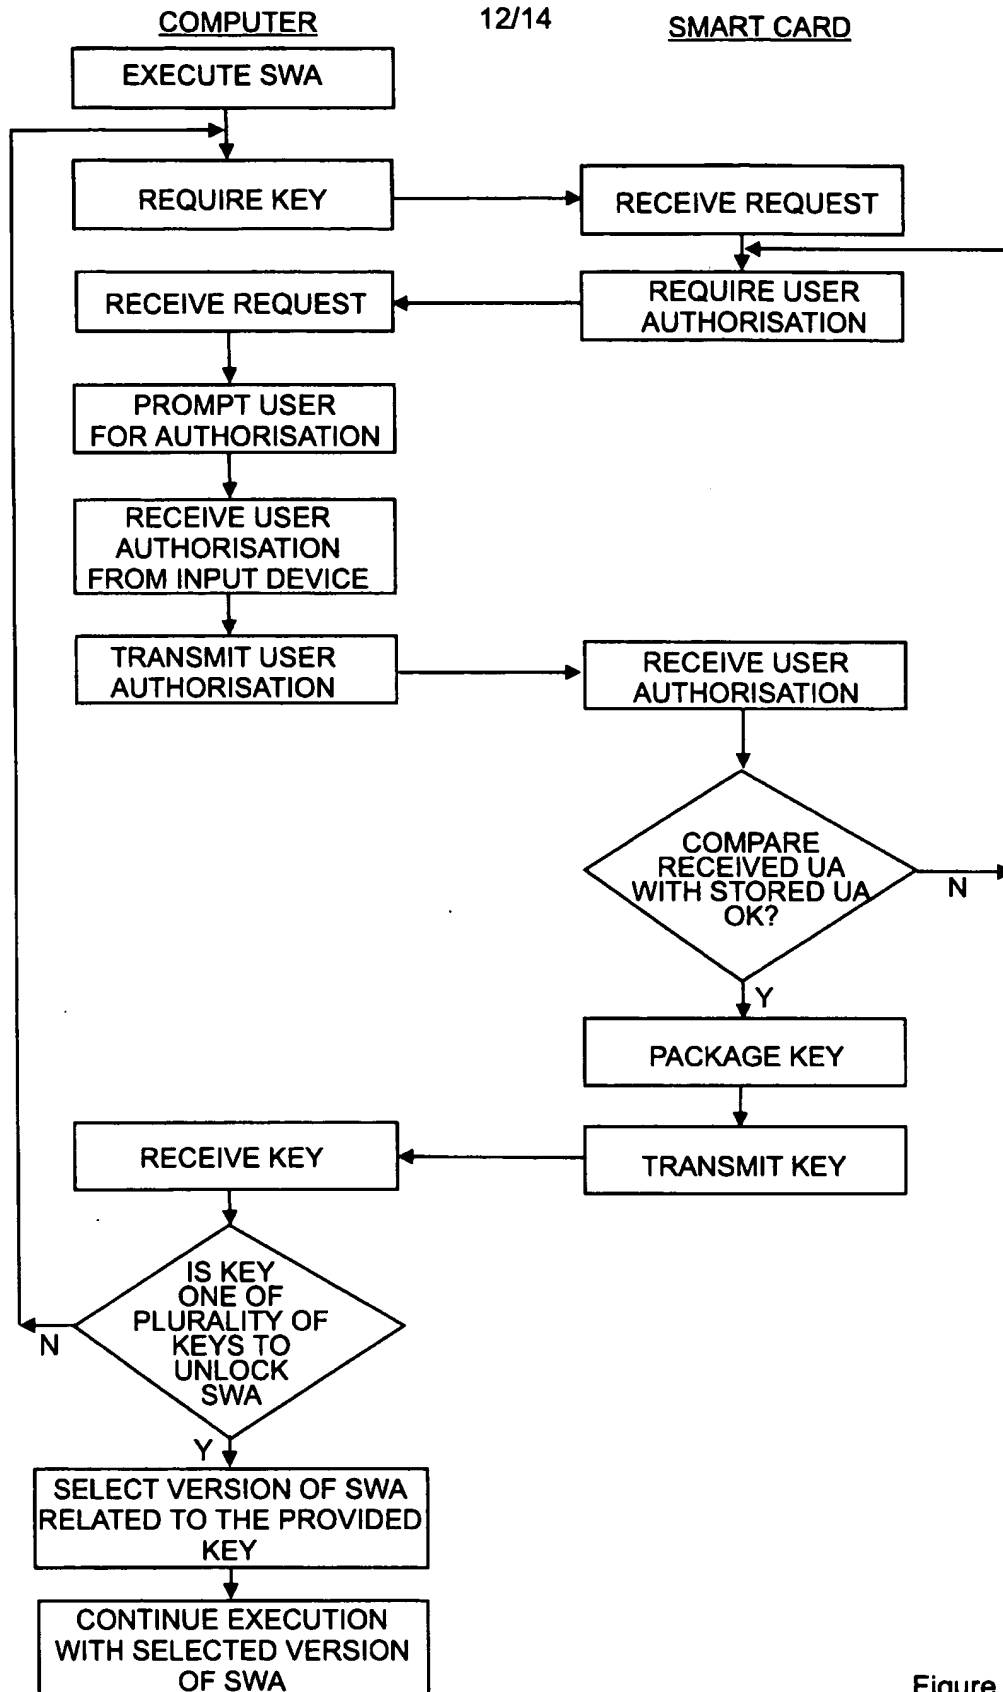 COMPUTER
12/14
SMART CARD
EXECUTE SWA
REQUIRE KEY
RECEIVE REQUEST
REQUIRE USER
AUTHORISATION
RECEIVE REQUEST
PROMPT USER
FOR AUTHORISATION
RECEIVE USER
AUTHORISATION
FROM INPUT DEVICE
TRANSMIT USER
AUTHORISATION
RECEIVE USER
AUTHORISATION
COMPARE
RECEIVED UA
WITH STORED UA
OK?
N
Y
PACKAGE KEY
TRANSMIT KEY
RECEIVE KEY
IS KEY
ONE OF
PLURALITY OF
KEYS TO
UNLOCK
SWA
N
Y
SELECT VERSION OF SWA
RELATED TO THE PROVIDED
KEY
CONTINUE EXECUTION
WITH SELECTED VERSION
OF SWA
Figure